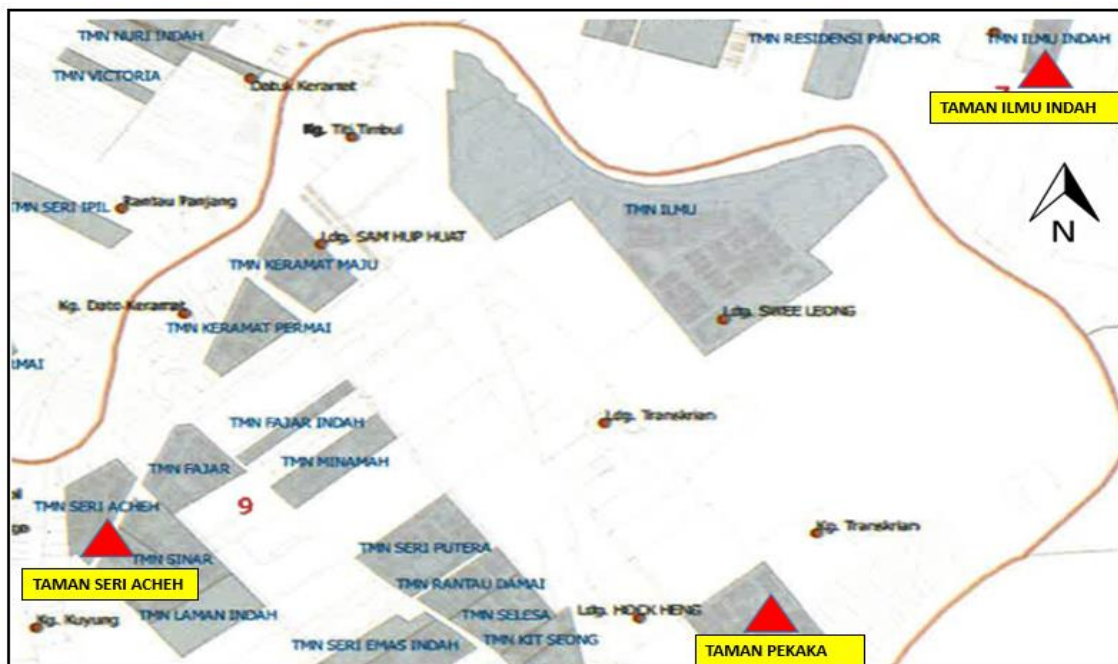 TMN NURI INDAH
TMN VICTORIA
Datuk Keramat
Kg. Titi Timbul
TMN RESIDENSI PANCHOR
TMN ILMU INDAH
7
TAMAN ILMU INDAH
N
TMN SERI IPIL
Rantau Panjang
TMN ILMU
Ldg. SAM HUP HUAT
TMN KERAMAT MAJU
Kg. Dato Keramat
TMN KERAMAT PERMAI
Ldg. SWEE LEONG
RMAI
TMN FAJAR INDAH
Ldg. Transkrian
TMN FAJAR
TMN MINAMAH
TMN SERI ACHEH
9
Kg. Transkrian
TMN SINAR
TMN SERI PUTERA
TAMAN SERI ACHEH
TMN RANTAU DAMAI
TMN LAMAN INDAH
TMN SELESA
Ldg. HOCK HENG
Kg. Kuyung
TMN SERI EMAS INDAH
TMN KIT SEONG
TAMAN PEKAKA